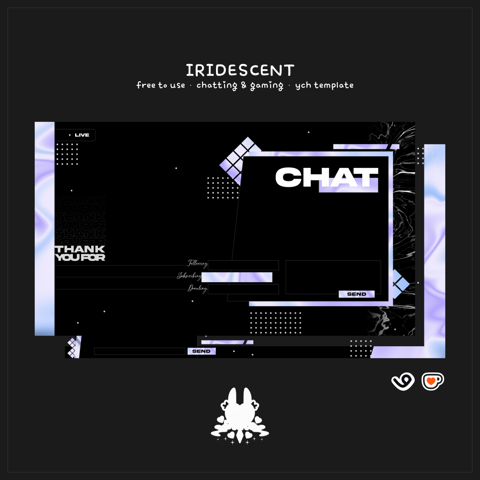 IRIDESCENT
free to use · chatting & gaming · ych template
LIVE
CHAT
THANK
YOU FOR
Following
Subscribing
Donating
SEND
SEND